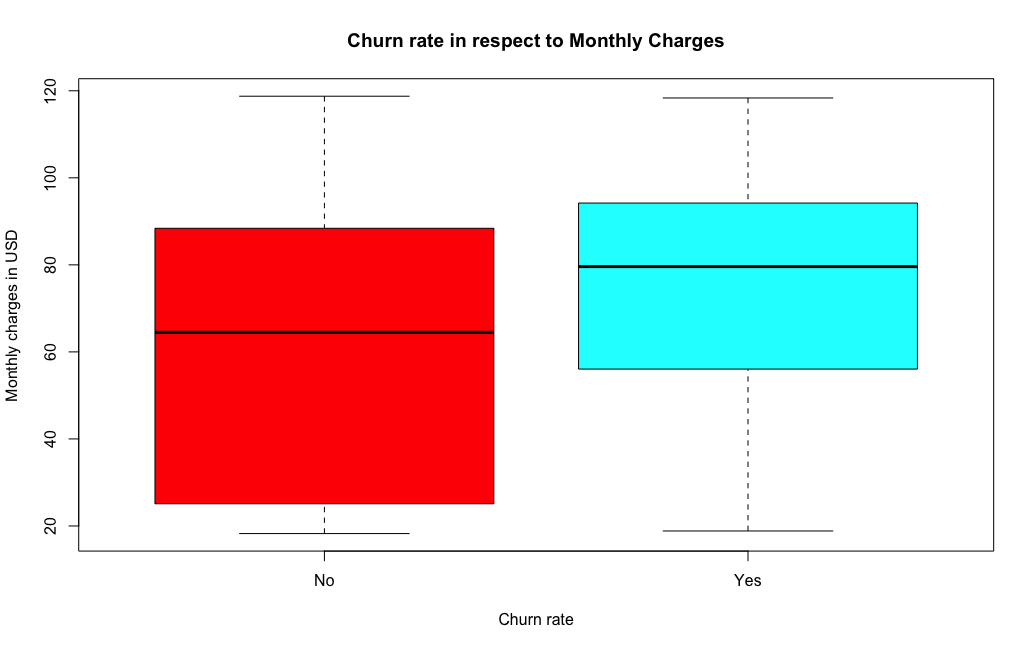 Churn rate in respect to Monthly Charges
Monthly charges in USD
120
100
80
60
40
20
No
Yes
Churn rate